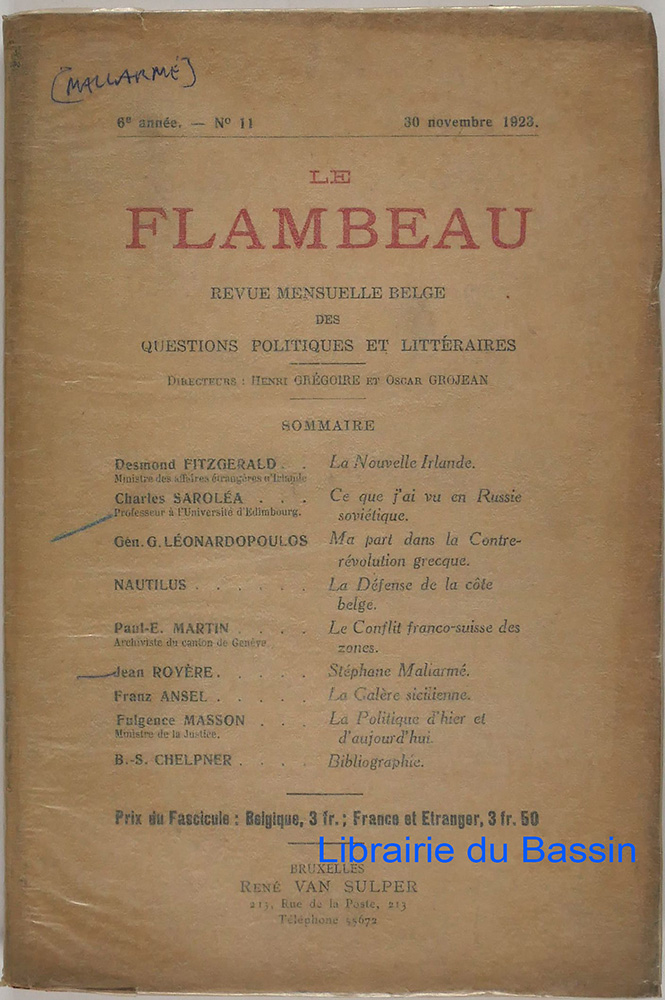 (MALLARMÉ)
6e année. — No 11 30 novembre 1923.
LE
FLAMBEAU
REVUE MENSUELLE BELGE
DES
QUESTIONS POLITIQUES ET LITTÉRAIRES
DIRECTEURS : HENRI GRÉGOIRE ET OSCAR GROJEAN
SOMMAIRE
Desmond FITZGERALD . . La Nouvelle Irlande.
Ministre des affaires étrangères d'Irlande
Charles SAROLÉA . . . Ce que j'ai vu en Russie
Professeur à l'Université d'Edimbourg. soviétique.
Gén. G. LÉONARDOPOULOS Ma part dans la Contre-
révolution grecque.
NAUTILUS . . . . . . La Défense de la côte
belge.
Paul-E. MARTIN . . . . Le Conflit franco-suisse des
Archiviste du canton de Genève. zones.
Jean ROYÈRE . . . . . Stéphane Mallarmé.
Franz ANSEL . . . . . La Galère sicilienne.
Fulgence MASSON . . . La Politique d'hier et
Ministre de la Justice. d'aujourd'hui.
B.-S. CHELPNER . . . . Bibliographie.
Prix du Fascicule : Belgique, 3 fr. ; France et Etranger, 3 fr. 50
Librairie du Bassin
BRUXELLES
RENÉ VAN SULPER
213, Rue de la Poste, 213
Téléphone 55672